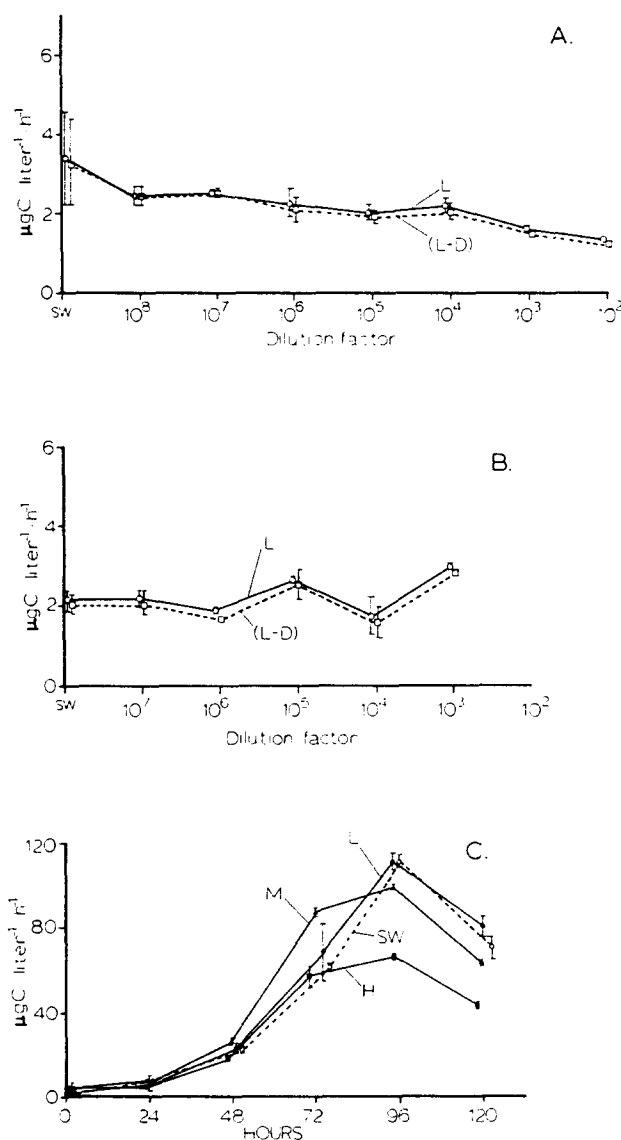 A.
6
4
2
0
µgC liter⁻¹·h⁻¹
L
(L-D)
SW 10⁸ 10⁷ 10⁶ 10⁵ 10⁴ 10³ 10²
Dilution factor
B.
6
4
2
0
µgC liter⁻¹·h⁻¹
L
(L-D)
SW 10⁷ 10⁶ 10⁵ 10⁴ 10³ 10²
Dilution factor
C.
120
80
40
0
µgC liter⁻¹ h⁻¹
L
M
SW
H
0 24 48 72 96 120
HOURS